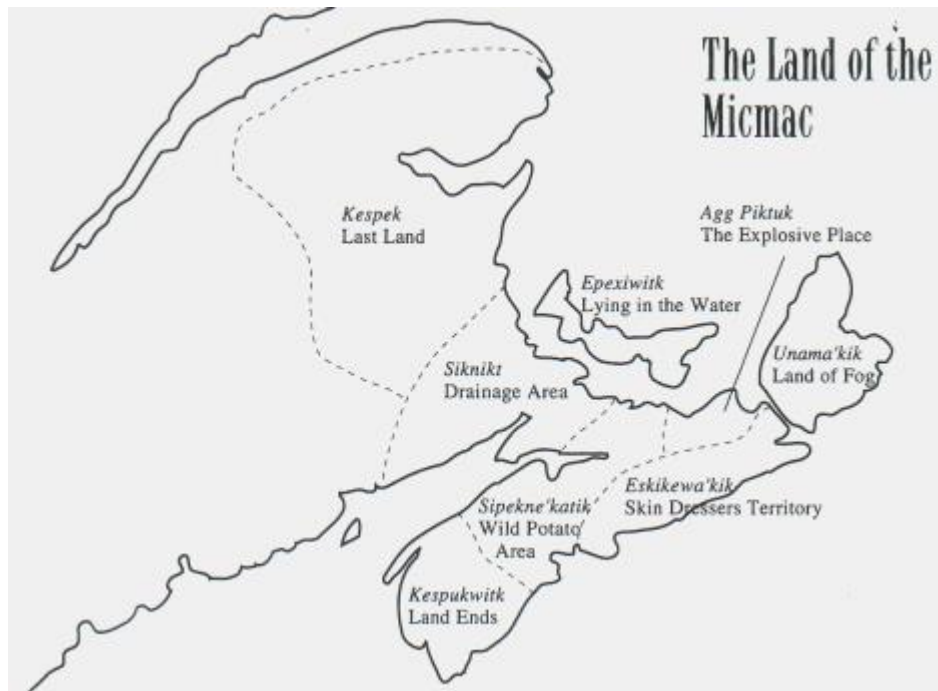 The Land of the
Micmac
Kespek
Last Land
Agg Piktuk
The Explosive Place
Epexiwitk
Lying in the Water
Unama'kik
Land of Fog
Siknikt
Drainage Area
Eskikewa'kik
Skin Dressers Territory
Sipekne'katik
Wild Potato
Area
Kespukwitk
Land Ends